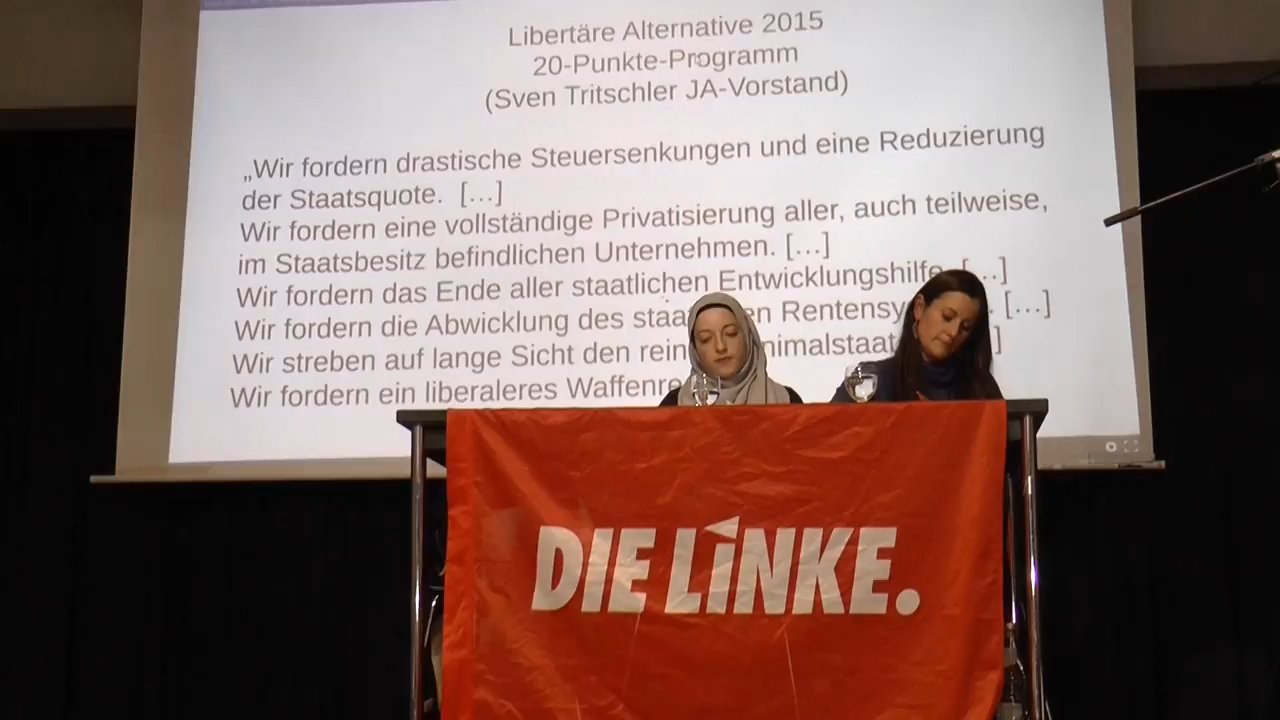 Libertäre Alternative 2015
20-Punkte-Programm
(Sven Tritschler JA-Vorstand)
„Wir fordern drastische Steuersenkungen und eine Reduzierung
der Staatsquote. […]
Wir fordern eine vollständige Privatisierung aller, auch teilweise,
im Staatsbesitz befindlichen Unternehmen. […]
Wir fordern das Ende aller staatlichen Entwicklungshilfe. […]
Wir fordern die Abwicklung des […]
Wir streben auf lange Sicht den
Wir fordern ein liberaleres
DIE LINKE.